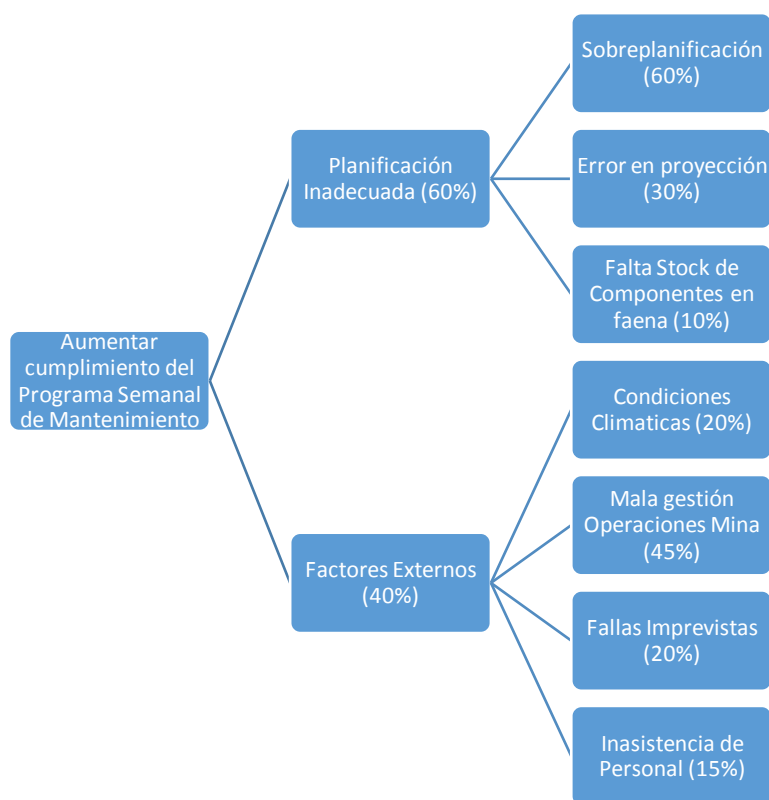 Aumentar
cumplimiento del
Programa Semanal
de Mantenimiento
Planificación
Inadecuada (60%)
Sobreplanificación
(60%)
Error en proyección
(30%)
Falta Stock de
Componentes en
faena (10%)
Factores Externos
(40%)
Condiciones
Climaticas (20%)
Mala gestión
Operaciones Mina
(45%)
Fallas Imprevistas
(20%)
Inasistencia de
Personal (15%)